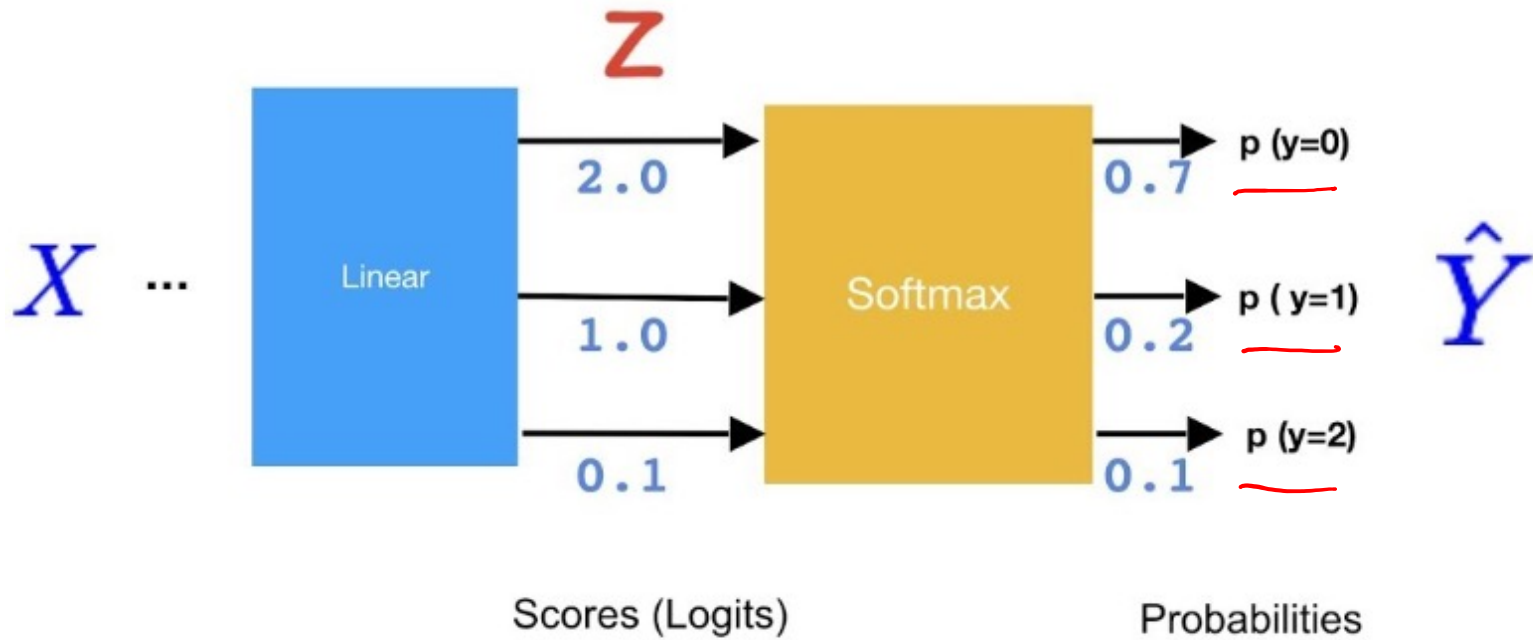 Z
2.0 0.7 p (y=0)
X ... Linear 1.0 Softmax 0.2 p ( y=1) Ŷ
0.1 0.1 p (y=2)
Scores (Logits) Probabilities